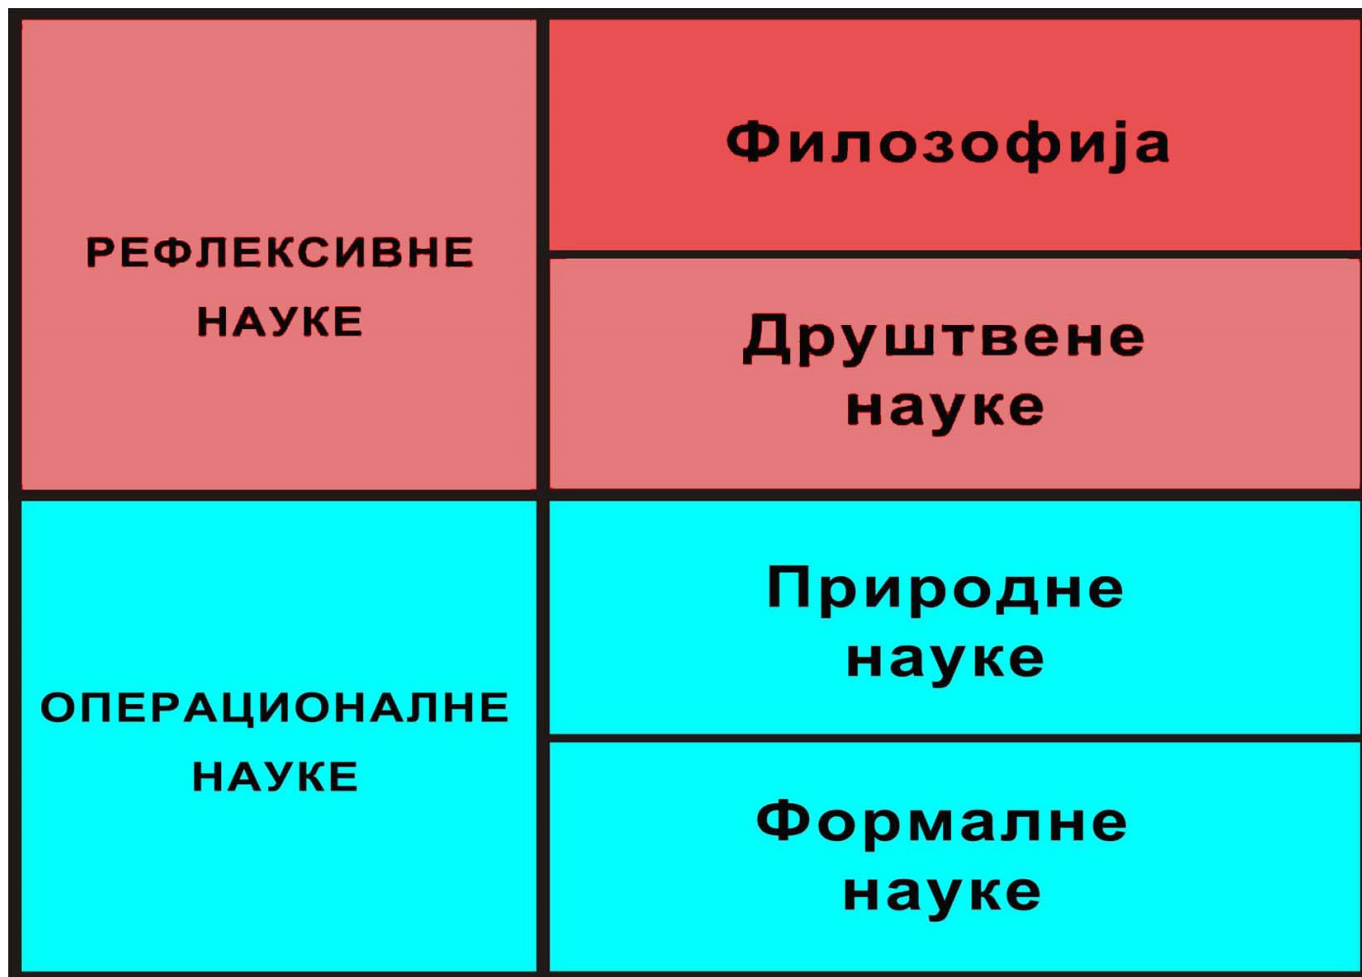 РЕФЛЕКСИВНЕ
НАУКЕ
Филозофија
Друштвене
науке
ОПЕРАЦИОНАЛНЕ
НАУКЕ
Природне
науке
Формалне
науке